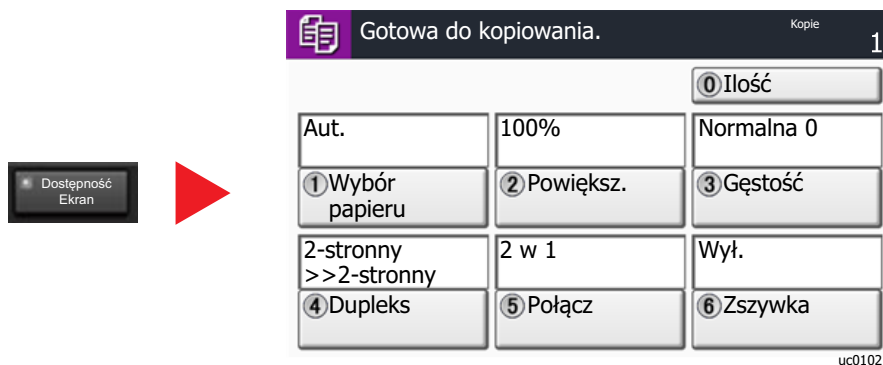 Gotowa do kopiowania.
Kopie
1
0 Ilość
Aut.
100%
Normalna 0
1 Wybór
papieru
2 Powiększ.
3 Gęstość
Dostępność
Ekran
2-stronny
>>2-stronny
2 w 1
Wył.
4 Dupleks
5 Połącz
6 Zszywka
uc0102